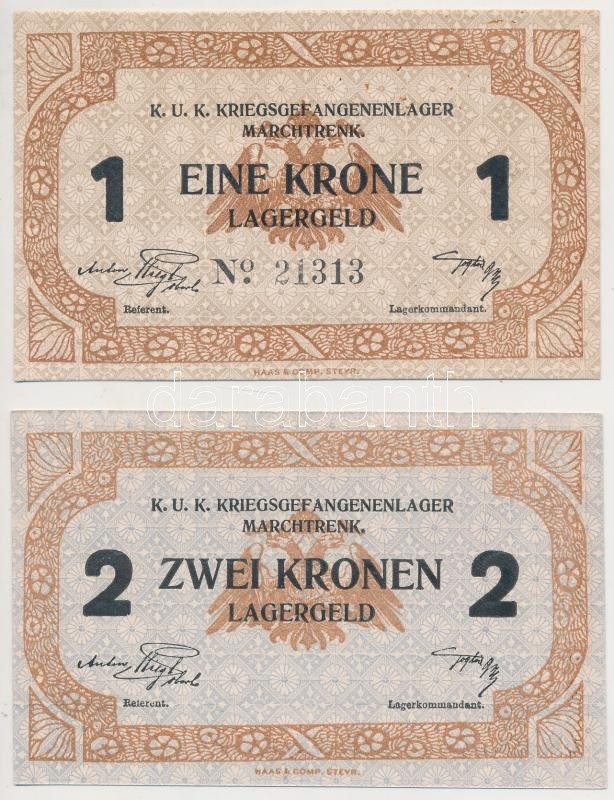 K. U. K. KRIEGSGEFANGENENLAGER
MARCHTRENK.
1 EINE KRONE 1
LAGERGELD
Nº 21313
Referent. Lagerkommandant.
HAAS & COMP. STEYR.
darabanth
K. U. K. KRIEGSGEFANGENENLAGER
MARCHTRENK.
2 ZWEI KRONEN 2
LAGERGELD
Referent. Lagerkommandant.
HAAS & COMP. STEYR.